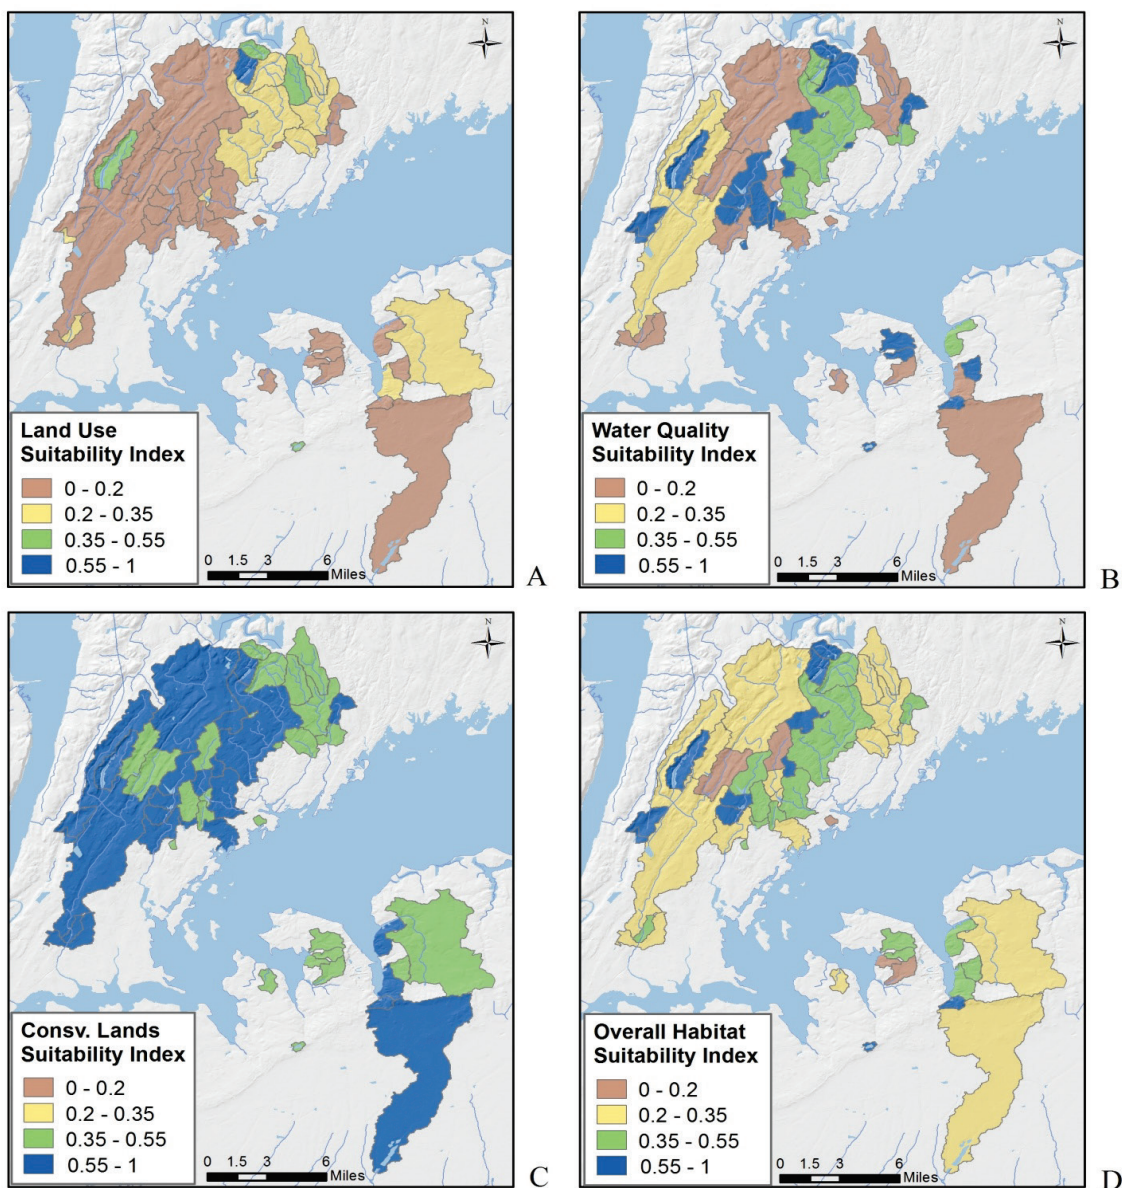 N
Land Use
Suitability Index
0 - 0.2
0.2 - 0.35
0.35 - 0.55
0.55 - 1
0 1.5 3 6
Miles
A
N
Water Quality
Suitability Index
0 - 0.2
0.2 - 0.35
0.35 - 0.55
0.55 - 1
0 1.5 3 6
Miles
B
N
Consv. Lands
Suitability Index
0 - 0.2
0.2 - 0.35
0.35 - 0.55
0.55 - 1
0 1.5 3 6
Miles
C
N
Overall Habitat
Suitability Index
0 - 0.2
0.2 - 0.35
0.35 - 0.55
0.55 - 1
0 1.5 3 6
Miles
D